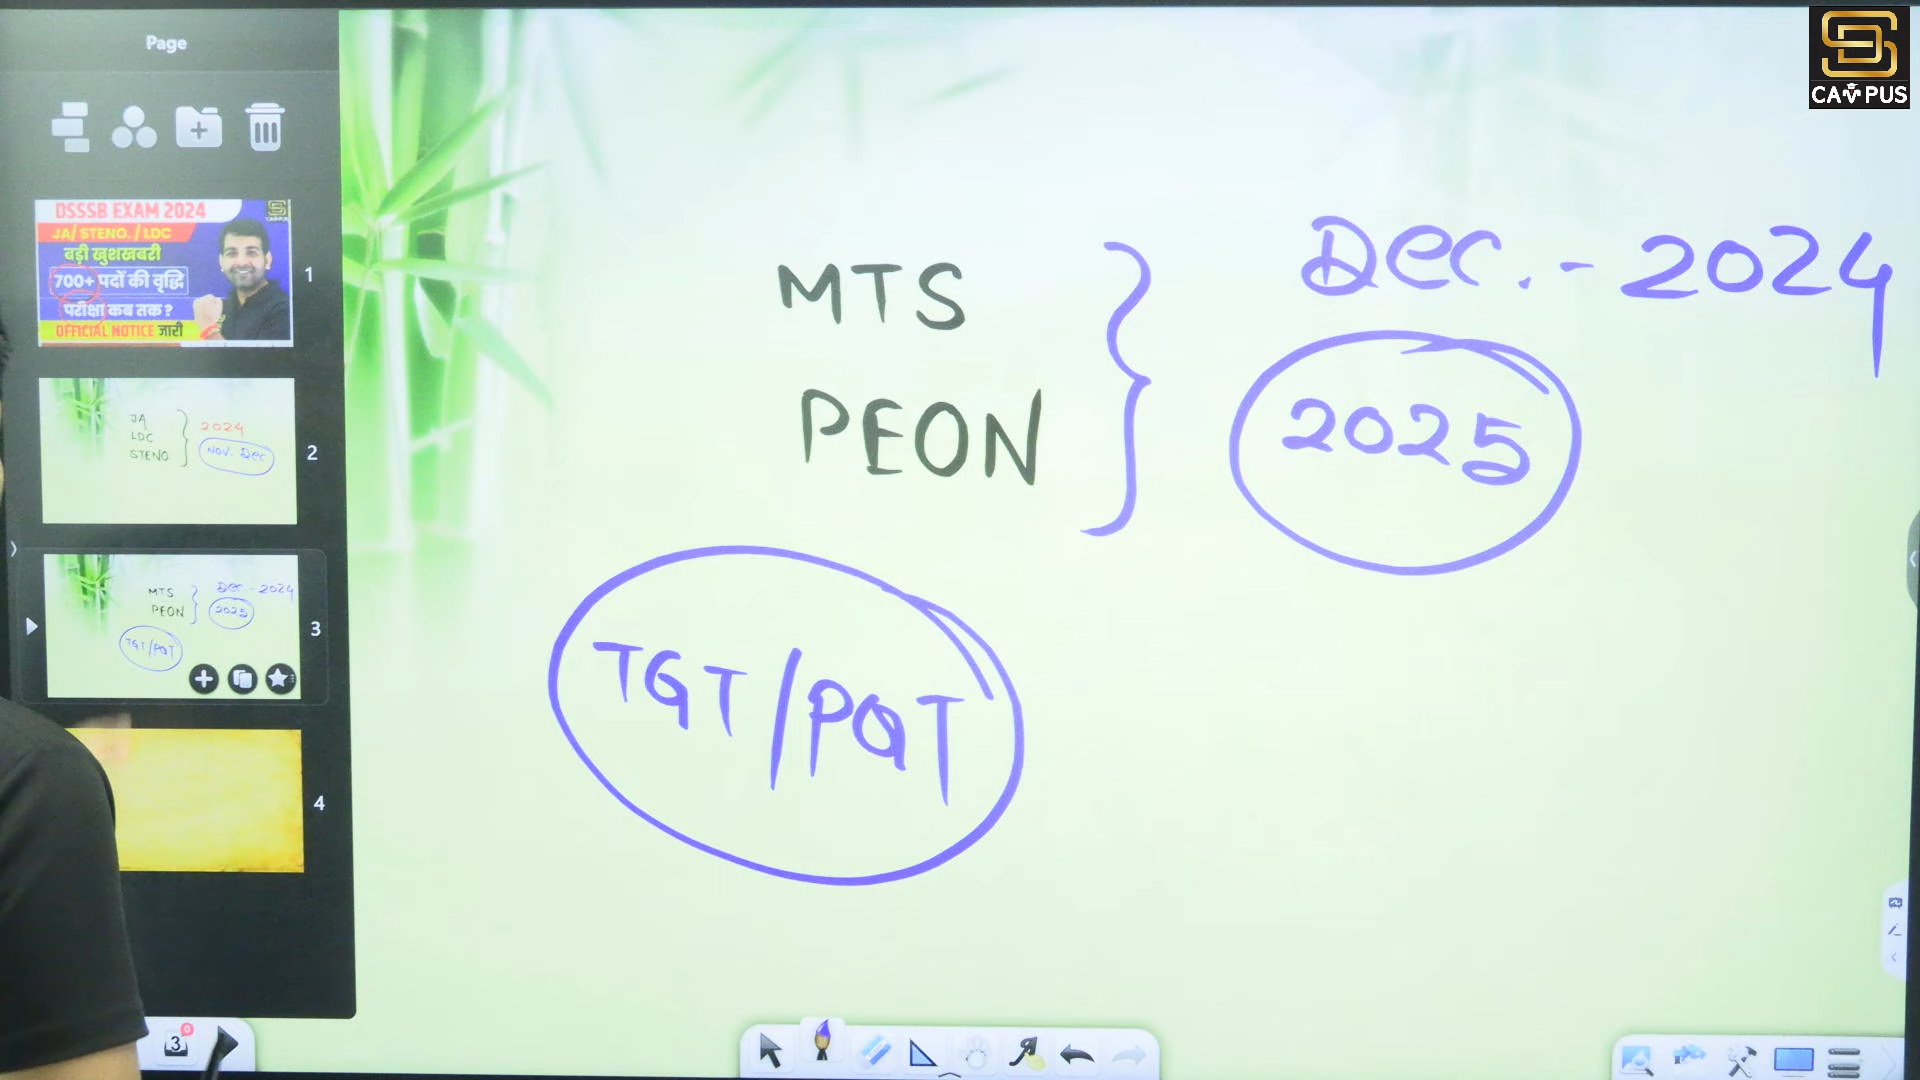 Page
CAMPUS
DSSSB EXAM 2024
JA/ STENO. / LDC
बड़ी खुशखबरी
700+ पदों की वृद्धि
परीक्षा कब तक ?
OFFICIAL NOTICE जारी
1
JA
LDC
STENO.
2024
NOV. Dec
2
MTS
PEON
Dec - 2024
2025
TGT/PGT
3
4
MTS
PEON
Dec. - 2024
2025
TGT/PGT
3
0